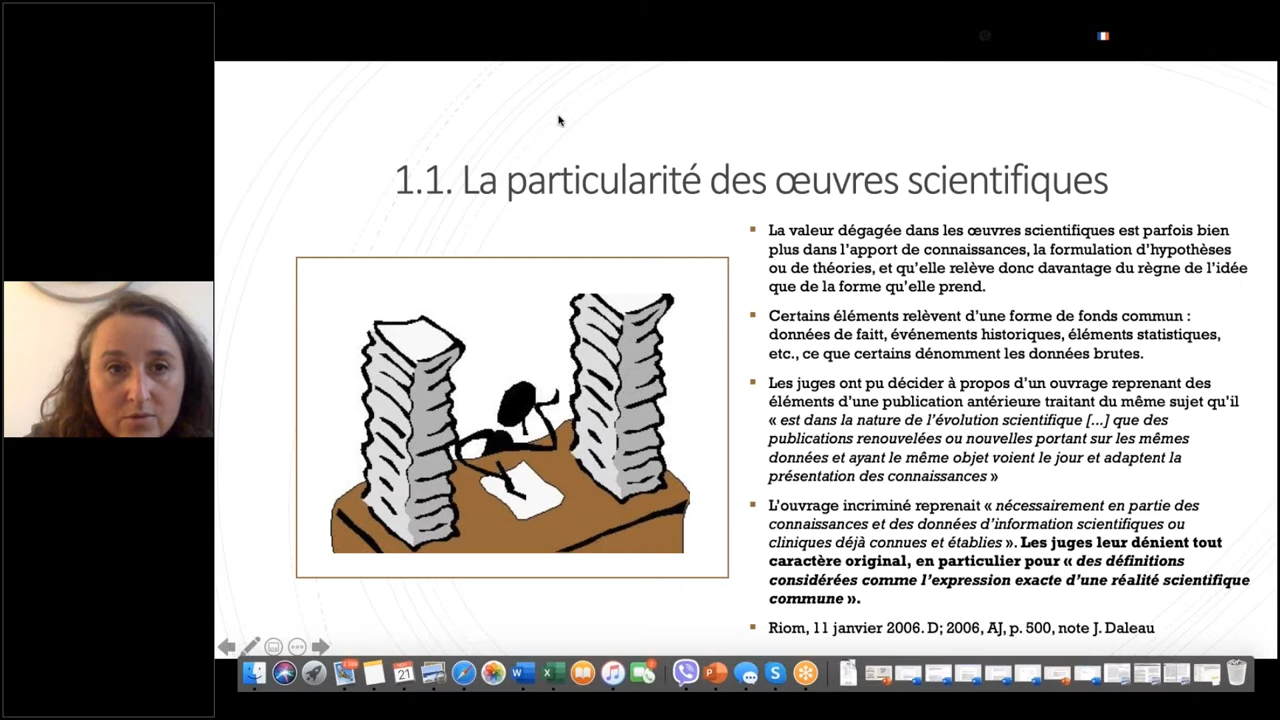 1.1. La particularité des œuvres scientifiques
La valeur dégagée dans les œuvres scientifiques est parfois bien
plus dans l’apport de connaissances, la formulation d’hypothèses
ou de théories, et qu’elle relève donc davantage du règne de l’idée
que de la forme qu’elle prend.
Certains éléments relèvent d’une forme de fonds commun :
données de faitt, événements historiques, éléments statistiques,
etc., ce que certains dénomment les données brutes.
Les juges ont pu décider à propos d’un ouvrage reprenant des
éléments d’une publication antérieure traitant du même sujet qu’il
« est dans la nature de l’évolution scientifique [...] que des
publications renouvelées ou nouvelles portant sur les mêmes
données et ayant le même objet voient le jour et adaptent la
présentation des connaissances »
L’ouvrage incriminé reprenait « nécessairement en partie des
connaissances et des données d’information scientifiques ou
cliniques déjà connues et établies ». Les juges leur dénient tout
caractère original, en particulier pour « des définitions
considérées comme l’expression exacte d’une réalité scientifique
commune ».
Riom, 11 janvier 2006. D; 2006, AJ, p. 500, note J. Daleau
21